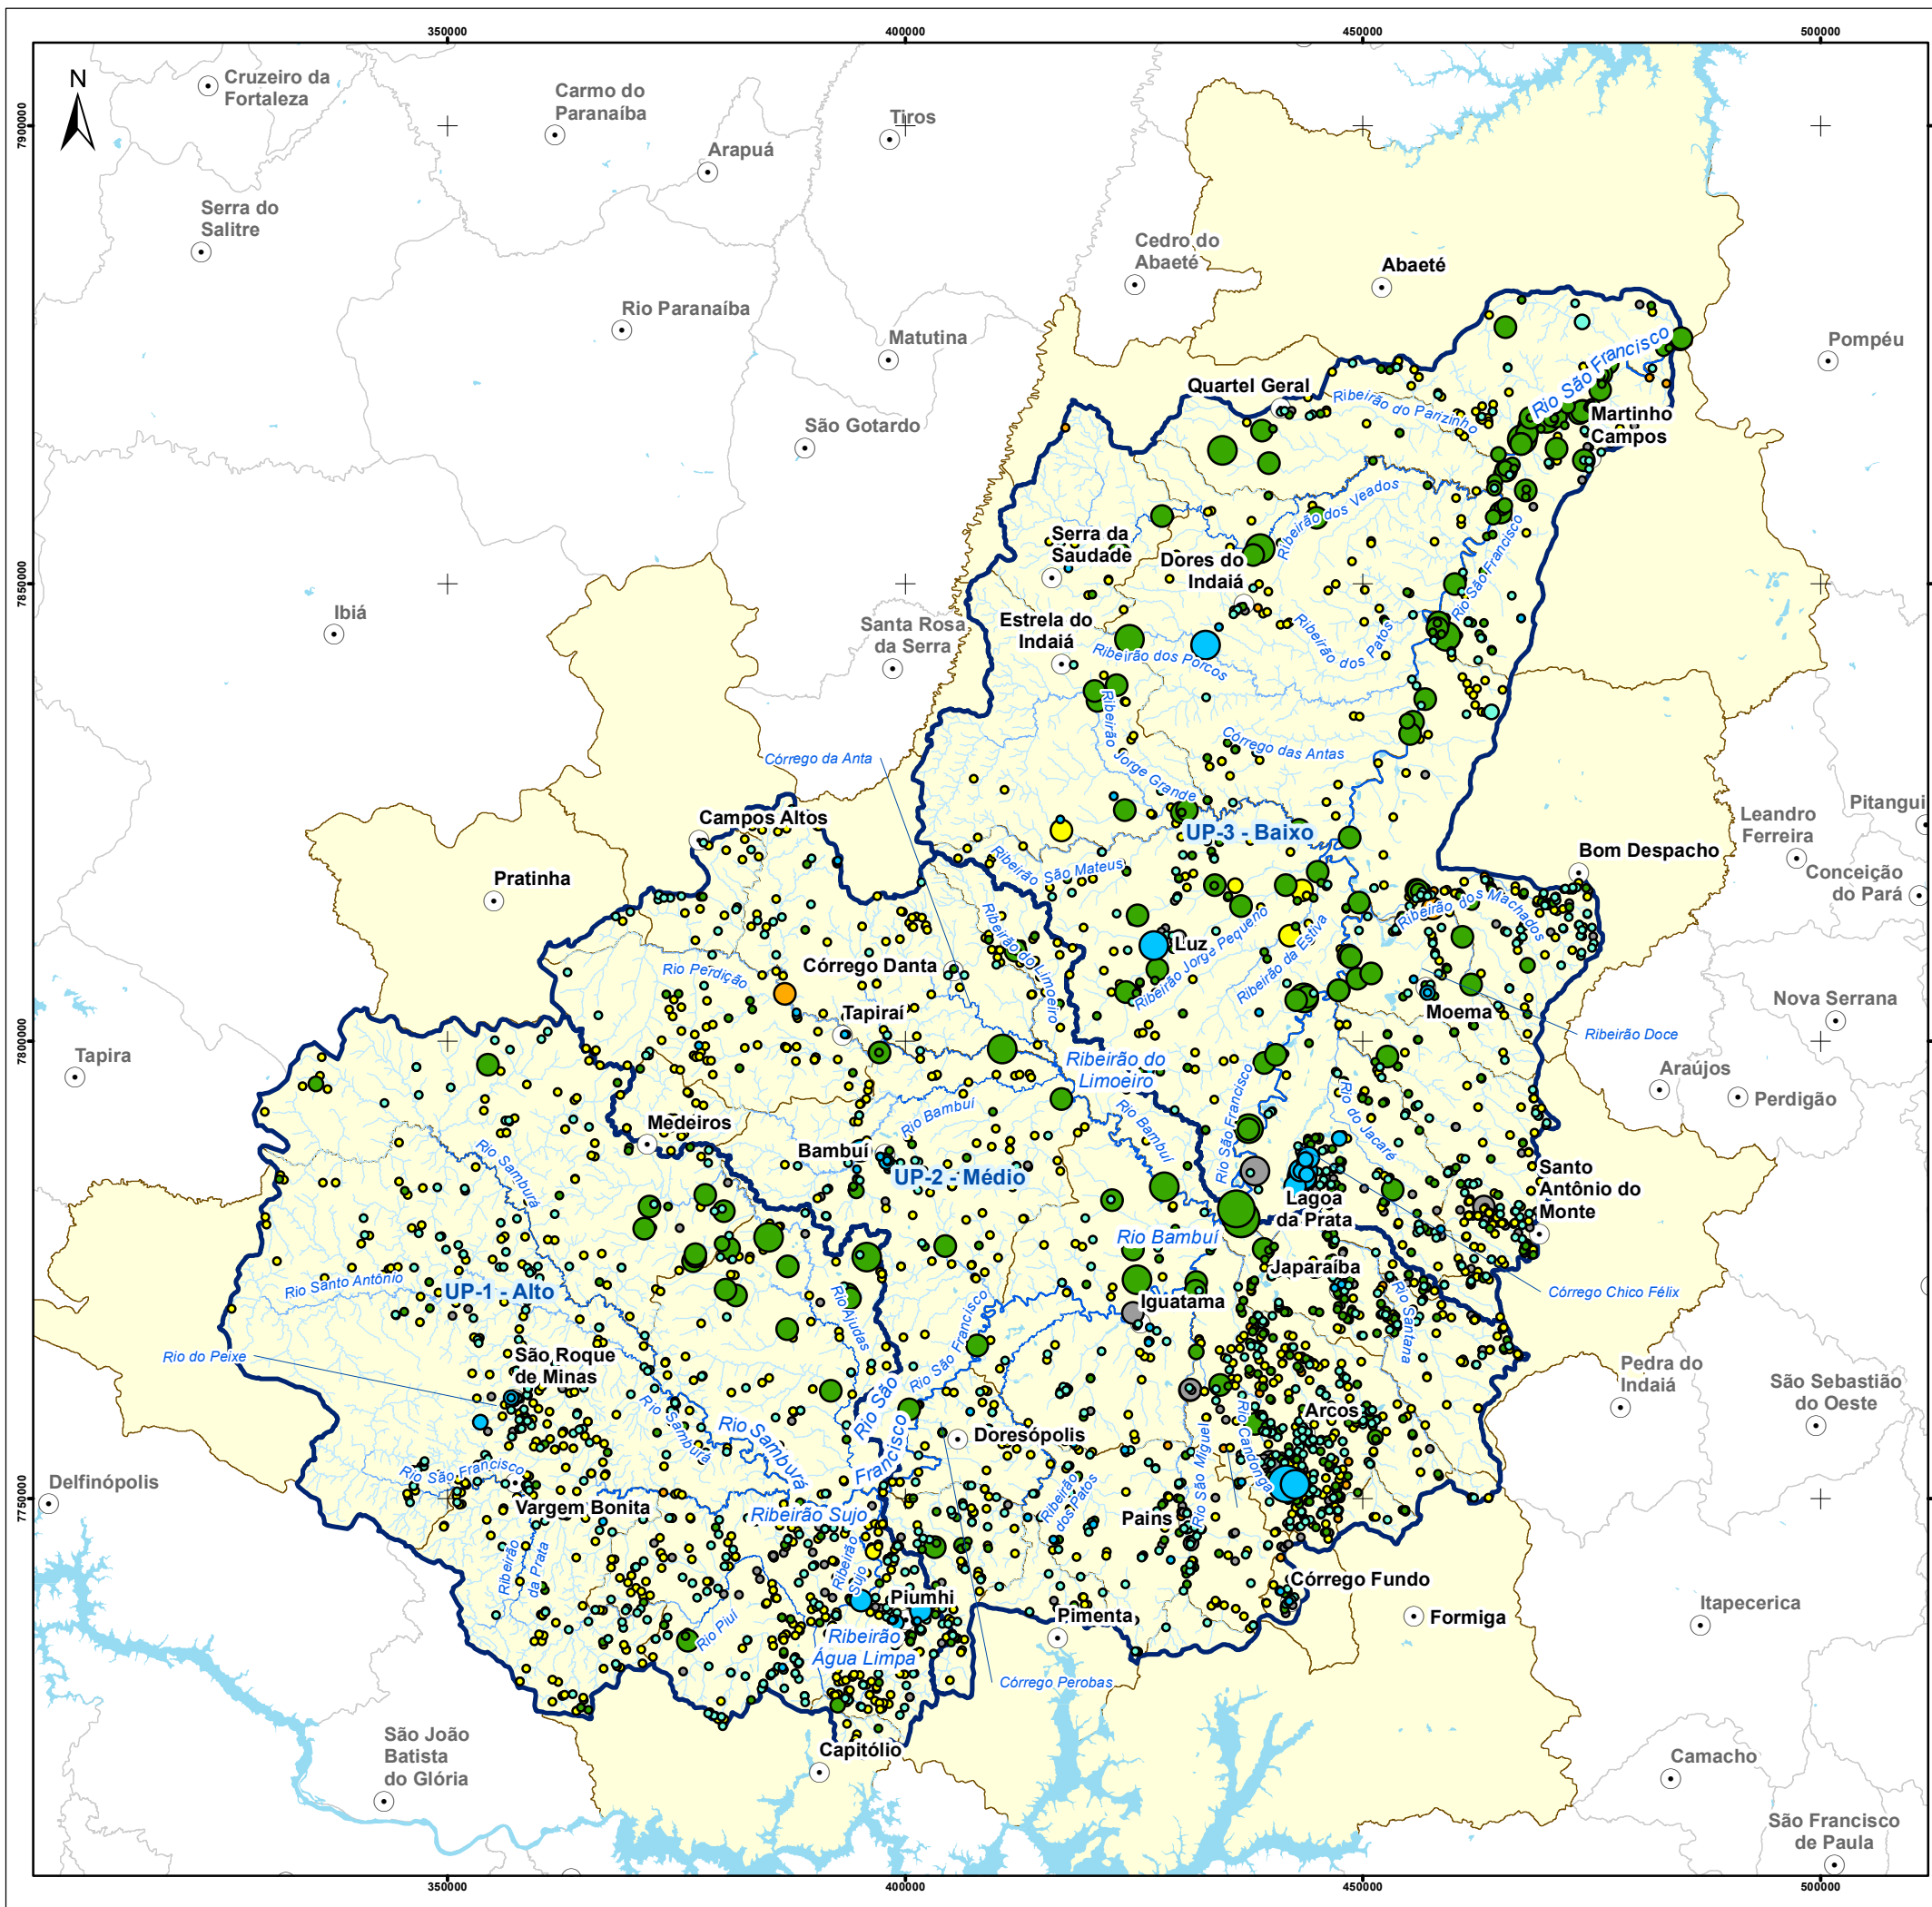 350000
400000
450000
500000
N
7900000
7850000
7800000
7750000
Cruzeiro da
Fortaleza
Carmo do
Paranaíba
Tiros
Arapuá
Serra do
Salitre
Cedro do
Abaeté
Abaeté
Rio Paranaíba
Matutina
Pompéu
Rio São Francisco
Quartel Geral
Ribeirão do Parizinho
Martinho
Campos
São Gotardo
Ribeirão dos Veados
Rio São Francisco
Serra da
Saudade
Dores do
Indaiá
Ibiá
Santa Rosa
da Serra
Estrela do
Indaiá
Ribeirão dos Patos
Ribeirão dos Porcos
Ribeirão
Jorge Grande
Córrego das Antas
Córrego da Anta
Campos Altos
UP-3 - Baixo
Leandro
Ferreira
Pitangui
Bom Despacho
Conceição
do Pará
Pratinha
Ribeirão São Mateus
Ribeirão dos Machados
Ribeirão do Limoeiro
Luz
Ribeirão Jorge Pequeno
Ribeirão da Estiva
Córrego Danta
Rio Perdição
Nova Serrana
Tapiraí
Moema
Ribeirão Doce
Tapira
Ribeirão do
Limoeiro
Araújos
Perdigão
Rio São Francisco
Rio do Jacaré
Medeiros
Rio Bambuí
Rio Bambuí
Bambuí
UP-2 - Médio
Rio Samburá
Santo
Antônio do
Monte
Lagoa
da Prata
Rio Bambuí
Japaraíba
Rio Santo Antônio
UP-1 - Alto
Córrego Chico Félix
Iguatama
Rio Ajudas
Rio São Francisco
Rio Santana
Rio do Peixe
São Roque
de Minas
Pedra do
Indaiá
São Sebastião
do Oeste
Rio São
Francisco
Rio Samburá
Rio Samburá
Arcos
Rio Candonga
Doresópolis
Rio São Miguel
Delfinópolis
Rio São Francisco
Vargem Bonita
Ribeirão Sujo
Ribeirão
dos Patos
Pains
Ribeirão
da Prata
Ribeirão
Sujo
Córrego Fundo
Piumhi
Pimenta
Formiga
Itapecerica
Rio Piuí
Ribeirão
Água Limpa
Córrego Perobas
São João
Batista
do Glória
Capitólio
Camacho
São Francisco
de Paula
350000
400000
450000
500000